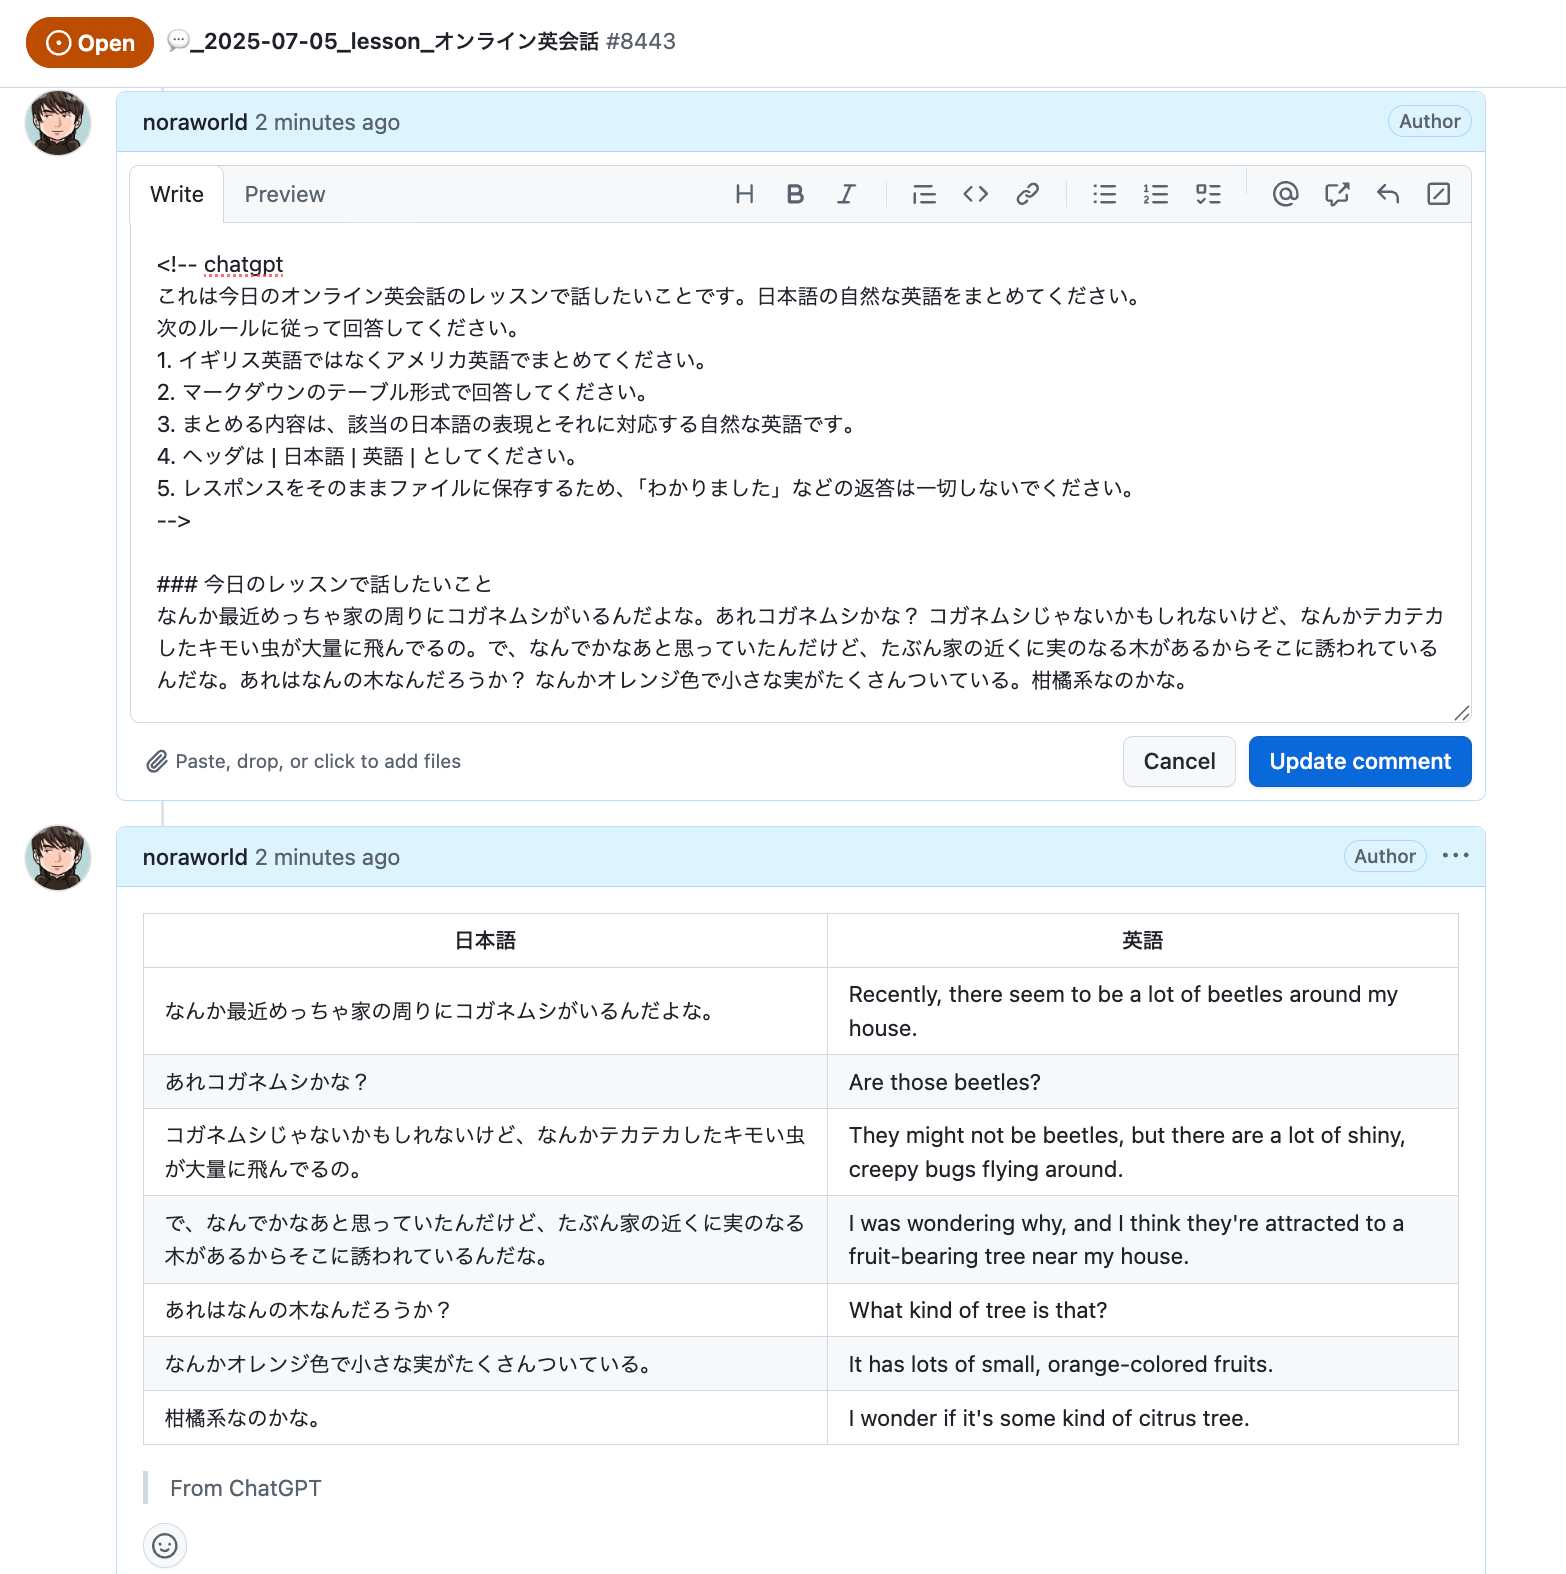 Open 💬_2025-07-05_lesson_オンライン英会話 #8443
noraworld 2 minutes ago Author
Write Preview
<!-- chatgpt
これは今日のオンライン英会話のレッスンで話したいことです。日本語の自然な英語をまとめてください。
次のルールに従って回答してください。
1. イギリス英語ではなくアメリカ英語でまとめてください。
2. マークダウンのテーブル形式で回答してください。
3. まとめる内容は、該当の日本語の表現とそれに対応する自然な英語です。
4. ヘッダは | 日本語 | 英語 | としてください。
5. レスポンスをそのままファイルに保存するため、「わかりました」などの返答は一切しないでください。
-->
### 今日のレッスンで話したいこと
なんか最近めっちゃ家の周りにコガネムシがいるんだよな。あれコガネムシかな？ コガネムシじゃないかもしれないけど、なんかテカテカ
したキモい虫が大量に飛んでるの。で、なんでかなあと思っていたんだけど、たぶん家の近くに実のなる木があるからそこに誘われている
んだな。あれはなんの木なんだろうか？ なんかオレンジ色で小さな実がたくさんついている。柑橘系なのかな。
Paste, drop, or click to add files
Cancel Update comment
noraworld 2 minutes ago Author
日本語 英語
なんか最近めっちゃ家の周りにコガネムシがいるんだよな。
Recently, there seem to be a lot of beetles around my
house.
あれコガネムシかな？
Are those beetles?
コガネムシじゃないかもしれないけど、なんかテカテカしたキモい虫
が大量に飛んでるの。
They might not be beetles, but there are a lot of shiny,
creepy bugs flying around.
で、なんでかなあと思っていたんだけど、たぶん家の近くに実のなる
木があるからそこに誘われているんだな。
I was wondering why, and I think they're attracted to a
fruit-bearing tree near my house.
あれはなんの木なんだろうか？
What kind of tree is that?
なんかオレンジ色で小さな実がたくさんついている。
It has lots of small, orange-colored fruits.
柑橘系なのかな。
I wonder if it's some kind of citrus tree.
From ChatGPT